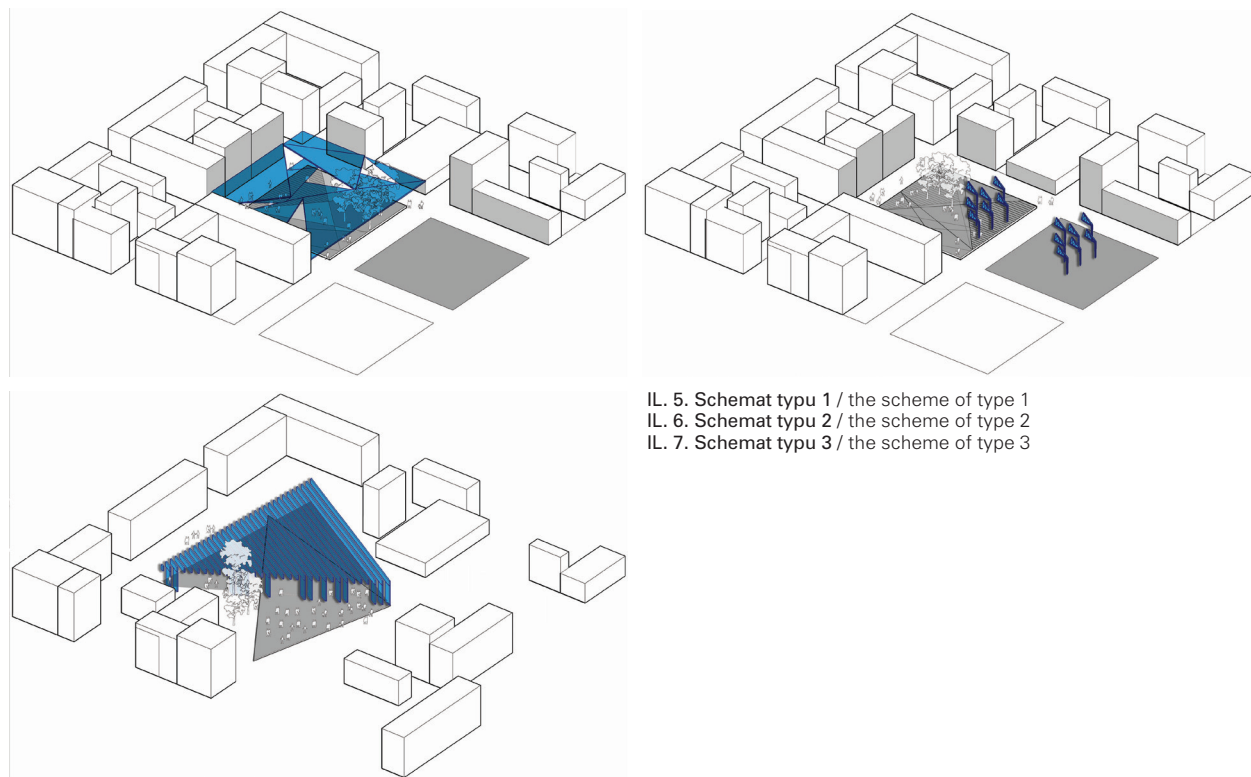 IL. 5. Schemat typu 1 / the scheme of type 1
IL. 6. Schemat typu 2 / the scheme of type 2
IL. 7. Schemat typu 3 / the scheme of type 3